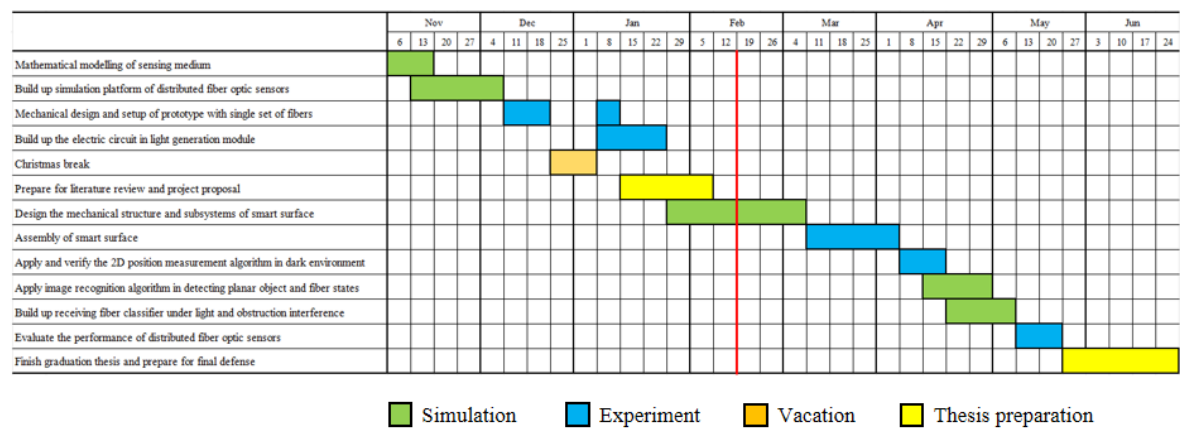 Nov Dec Jan Feb Mar Apr May Jun
6 13 20 27 4 11 18 25 1 8 15 22 29 5 12 19 26 4 11 18 25 1 8 15 22 29 6 13 20 27 3 10 17 24
Mathematical modelling of sensing medium
Build up simulation platform of distributed fiber optic sensors
Mechanical design and setup of prototype with single set of fibers
Build up the electric circuit in light generation module
Christmas break
Prepare for literature review and project proposal
Design the mechanical structure and subsystems of smart surface
Assembly of smart surface
Apply and verify the 2D position measurement algorithm in dark environment
Apply image recognition algorithm in detecting planar object and fiber states
Build up receiving fiber classifier under light and obstruction interference
Evaluate the performance of distributed fiber optic sensors
Finish graduation thesis and prepare for final defense
Simulation Experiment Vacation Thesis preparation